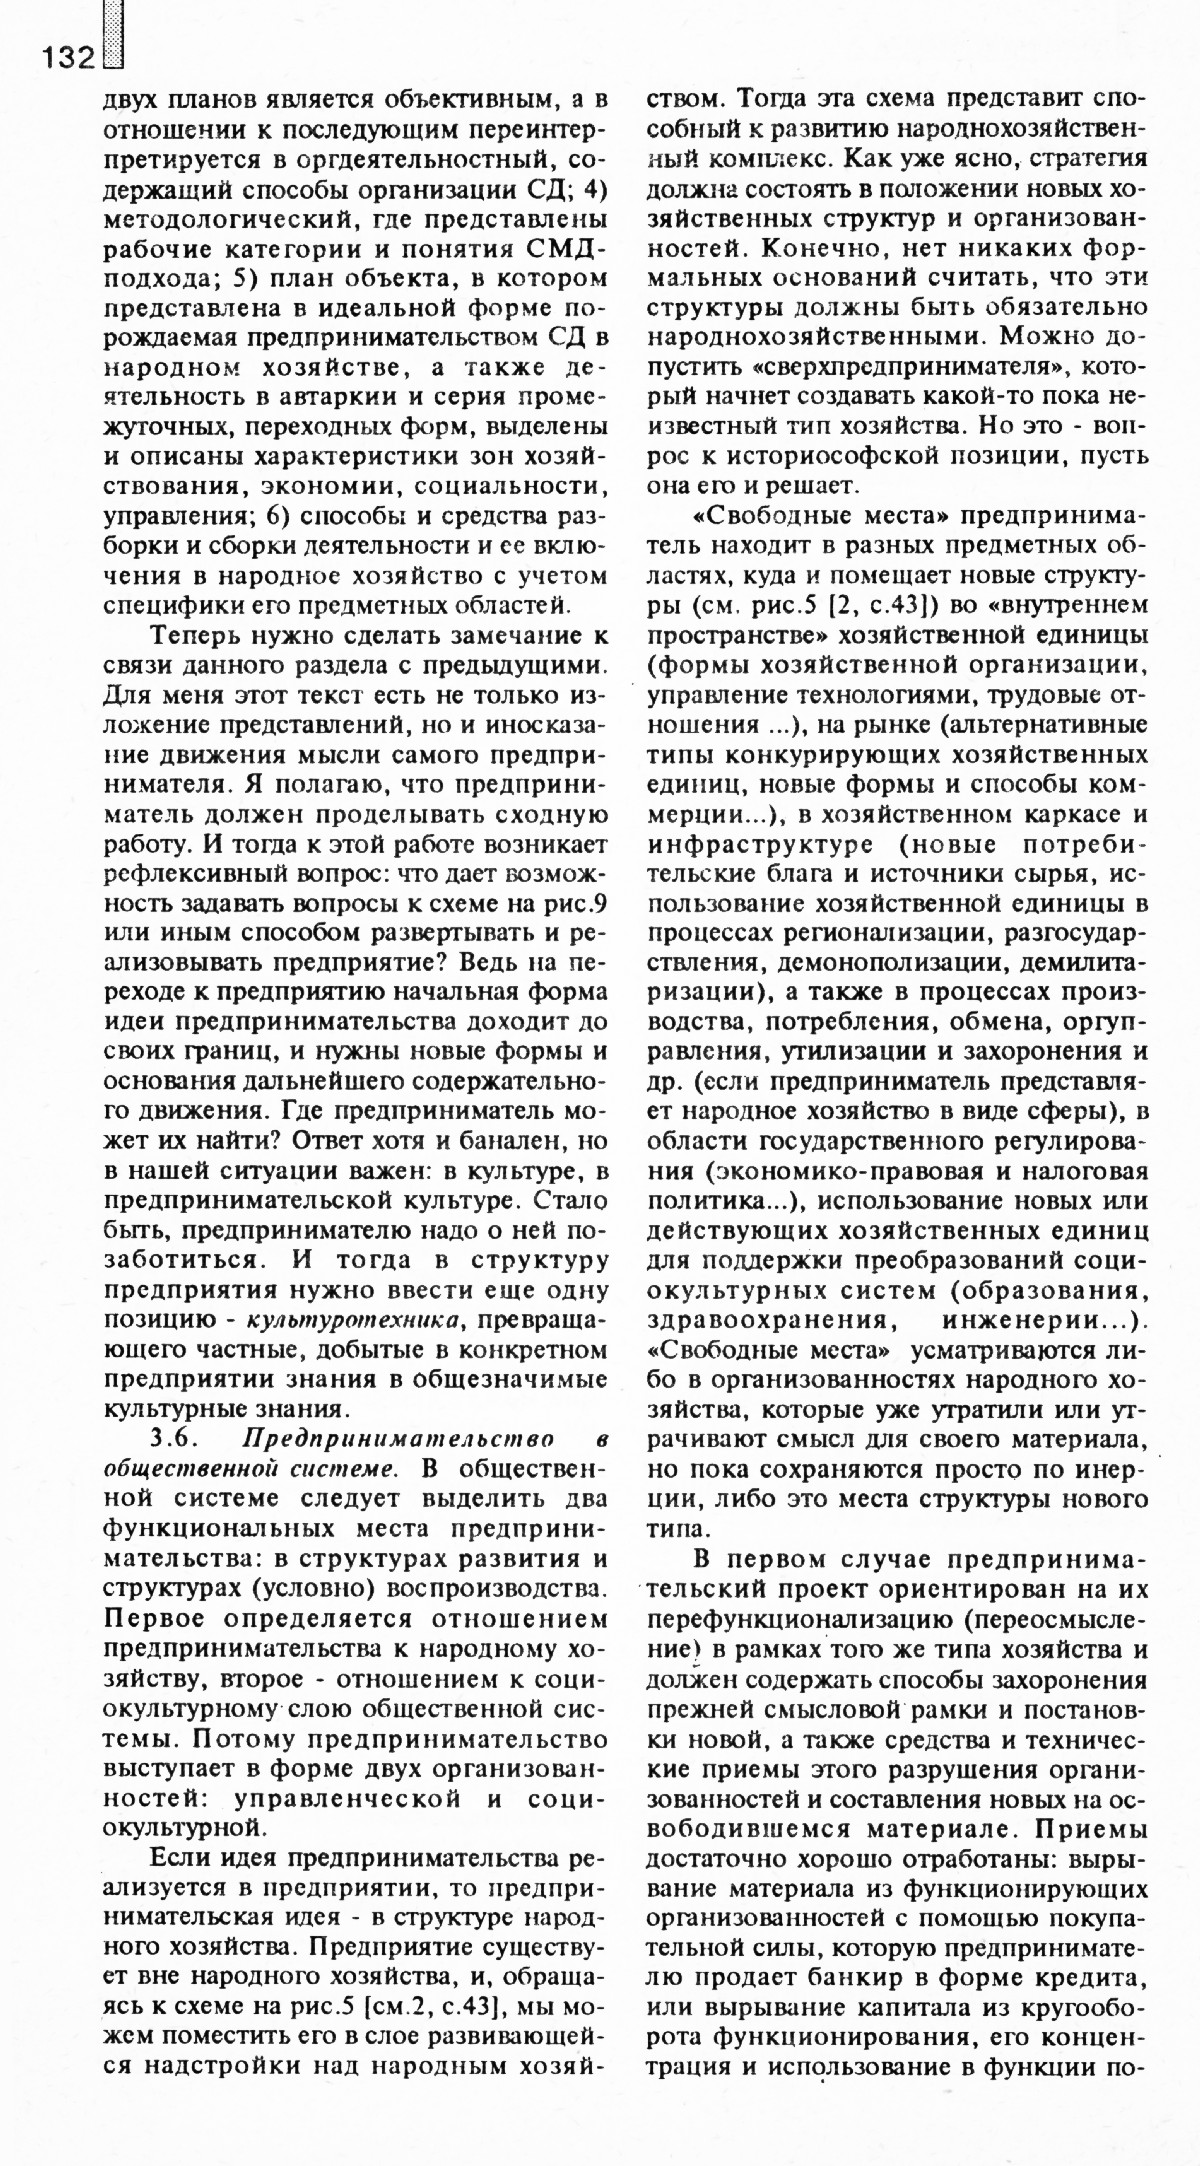 132
двух планов является объективным, а в
отношении к последующим переинтер-
претируется в оргдеятельностный, со-
держащий способы организации СД; 4)
методологический, где представлены
рабочие категории и понятия СМД-
подхода; 5) план объекта, в котором
представлена в идеальной форме по-
рождаемая предпринимательством СД в
народном хозяйстве, а также де-
ятельность в автаркии и серия проме-
жуточных, переходных форм, выделены
и описаны характеристики зон хозяй-
ствования, экономии, социальности,
управления; 6) способы и средства раз-
борки и сборки деятельности и ее вклю-
чения в народное хозяйство с учетом
специфики его предметных областей.
Теперь нужно сделать замечание к
связи данного раздела с предыдущими.
Для меня этот текст есть не только из-
ложение представлений, но и иносказа-
ние движения мысли самого предпри-
нимателя. Я полагаю, что предприни-
матель должен проделывать сходную
работу. И тогда к этой работе возникает
рефлексивный вопрос: что дает возмож-
ность задавать вопросы к схеме на рис.9
или иным способом развертывать и ре-
ализовывать предприятие? Ведь на пе-
реходе к предприятию начальная форма
идеи предпринимательства доходит до
своих границ, и нужны новые формы и
основания дальнейшего содержательно-
го движения. Где предприниматель мо-
жет их найти? Ответ хотя и банален, но
в нашей ситуации важен: в культуре, в
предпринимательской культуре. Стало
быть, предпринимателю надо о ней по-
заботиться. И тогда в структуру
предприятия нужно ввести еще одну
позицию - культуротехника, превраща-
ющего частные, добытые в конкретном
предприятии знания в общезначимые
культурные знания.
3.6. Предпринимательство в
общественной системе. В обществен-
ной системе следует выделить два
функциональных места предприни-
мательства: в структурах развития и
структурах (условно) воспроизводства.
Первое определяется отношением
предпринимательства к народному хо-
зяйству, второе - отношением к соци-
окультурному слою общественной сис-
темы. Потому предпринимательство
выступает в форме двух организован-
ностей: управленческой и соци-
окультурной.
Если идея предпринимательства ре-
ализуется в предприятии, то предпри-
нимательская идея - в структуре народ-
ного хозяйства. Предприятие существу-
ет вне народного хозяйства, и, обраща-
ясь к схеме на рис.5 [см.2, с.43], мы мо-
жем поместить его в слое развивающей-
ся надстройки над народным хозяй-
ством. Тогда эта схема представит спо-
собный к развитию народнохозяйствен-
ный комплекс. Как уже ясно, стратегия
должна состоять в положении новых хо-
зяйственных структур и организован-
ностей. Конечно, нет никаких фор-
мальных оснований считать, что эти
структуры должны быть обязательно
народнохозяйственными. Можно до-
пустить «сверхпредпринимателя», кото-
рый начнет создавать какой-то пока не-
известный тип хозяйства. Но это - воп-
рос к историософской позиции, пусть
она его и решает.
«Свободные места» предпринима-
тель находит в разных предметных об-
ластях, куда и помещает новые структу-
ры (см. рис.5 [2, с.43]) во «внутреннем
пространстве» хозяйственной единицы
(формы хозяйственной организации,
управление технологиями, трудовые от-
ношения ...), на рынке (альтернативные
типы конкурирующих хозяйственных
единиц, новые формы и способы ком-
мерции...), в хозяйственном каркасе и
инфраструктуре (новые потреби-
тельские блага и источники сырья, ис-
пользование хозяйственной единицы в
процессах регионализации, разгосудар-
ствления, демонополизации, демилита-
ризации), а также в процессах произ-
водства, потребления, обмена, оргуп-
равления, утилизации и захоронения и
др. (если предприниматель представля-
ет народное хозяйство в виде сферы), в
области государственного регулирова-
ния (экономико-правовая и налоговая
политика...), использование новых или
действующих хозяйственных единиц
для поддержки преобразований соци-
окультурных систем (образования,
здравоохранения, инженерии...).
«Свободные места» усматриваются ли-
бо в организованностях народного хо-
зяйства, которые уже утратили или ут-
рачивают смысл для своего материала,
но пока сохраняются просто по инер-
ции, либо это места структуры нового
типа.
В первом случае предпринима-
тельский проект ориентирован на их
перефункционализацию (переосмысле-
ние) в рамках того же типа хозяйства и
должен содержать способы захоронения
прежней смысловой рамки и постанов-
ки новой, а также средства и техничес-
кие приемы этого разрушения органи-
зованностей и составления новых на ос-
вободившемся материале. Приемы
достаточно хорошо отработаны: выры-
вание материала из функционирующих
организованностей с помощью покупа-
тельной силы, которую предпринимате-
лю продает банкир в форме кредита,
или вырывание капитала из кругообо-
рота функционирования, его концен-
трация и использование в функции по-